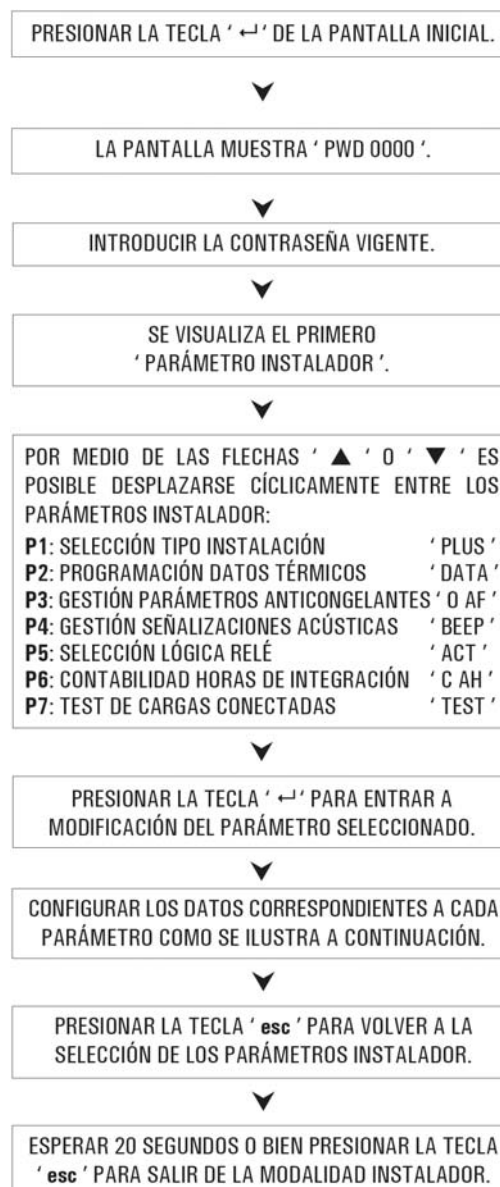 PRESIONAR LA TECLA ‘ ↵ ‘ DE LA PANTALLA INICIAL.
LA PANTALLA MUESTRA ‘ PWD 0000 ‘.
INTRODUCIR LA CONTRASEÑA VIGENTE.
SE VISUALIZA EL PRIMERO
‘ PARÁMETRO INSTALADOR ’.
POR MEDIO DE LAS FLECHAS ‘ ▲ ‘ O ‘ ▼ ‘ ES
POSIBLE DESPLAZARSE CÍCLICAMENTE ENTRE LOS
PARÁMETROS INSTALADOR:
P1: SELECCIÓN TIPO INSTALACIÓN ‘ PLUS ’
P2: PROGRAMACIÓN DATOS TÉRMICOS ‘ DATA ’
P3: GESTIÓN PARÁMETROS ANTICONGELANTES ‘ O AF ’
P4: GESTIÓN SEÑALIZACIONES ACÚSTICAS ‘ BEEP ’
P5: SELECCIÓN LÓGICA RELÉ ‘ ACT ’
P6: CONTABILIDAD HORAS DE INTEGRACIÓN ‘ C AH ’
P7: TEST DE CARGAS CONECTADAS ‘ TEST ’
PRESIONAR LA TECLA ‘ ↵ ‘ PARA ENTRAR A
MODIFICACIÓN DEL PARÁMETRO SELECCIONADO.
CONFIGURAR LOS DATOS CORRESPONDIENTES A CADA
PARÁMETRO COMO SE ILUSTRA A CONTINUACIÓN.
PRESIONAR LA TECLA ‘ esc ’ PARA VOLVER A LA
SELECCIÓN DE LOS PARÁMETROS INSTALADOR.
ESPERAR 20 SEGUNDOS O BIEN PRESIONAR LA TECLA
‘ esc ’ PARA SALIR DE LA MODALIDAD INSTALADOR.